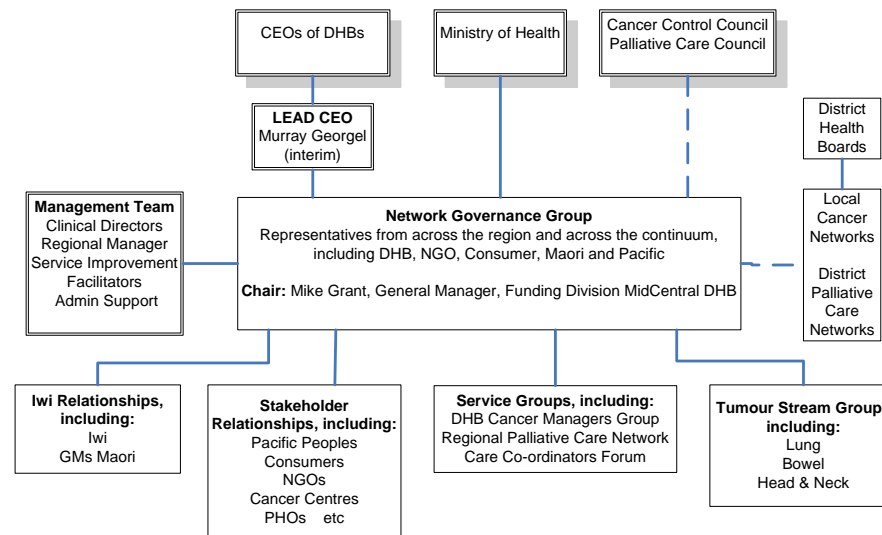 CEOs of DHBs
Ministry of Health
Cancer Control Council
Palliative Care Council
LEAD CEO
Murray Georgel
(interim)
District
Health
Boards
Management Team
Clinical Directors
Regional Manager
Service Improvement
Facilitators
Admin Support
Network Governance Group
Representatives from across the region and across the continuum,
including DHB, NGO, Consumer, Maori and Pacific
Chair: Mike Grant, General Manager, Funding Division MidCentral DHB
Local
Cancer
Networks
District
Palliative
Care
Networks
Iwi Relationships,
including:
Iwi
GMs Maori
Stakeholder
Relationships, including:
Pacific Peoples
Consumers
NGOs
Cancer Centres
PHOs etc
Service Groups, including:
DHB Cancer Managers Group
Regional Palliative Care Network
Care Co-ordinators Forum
Tumour Stream Group
including:
Lung
Bowel
Head & Neck